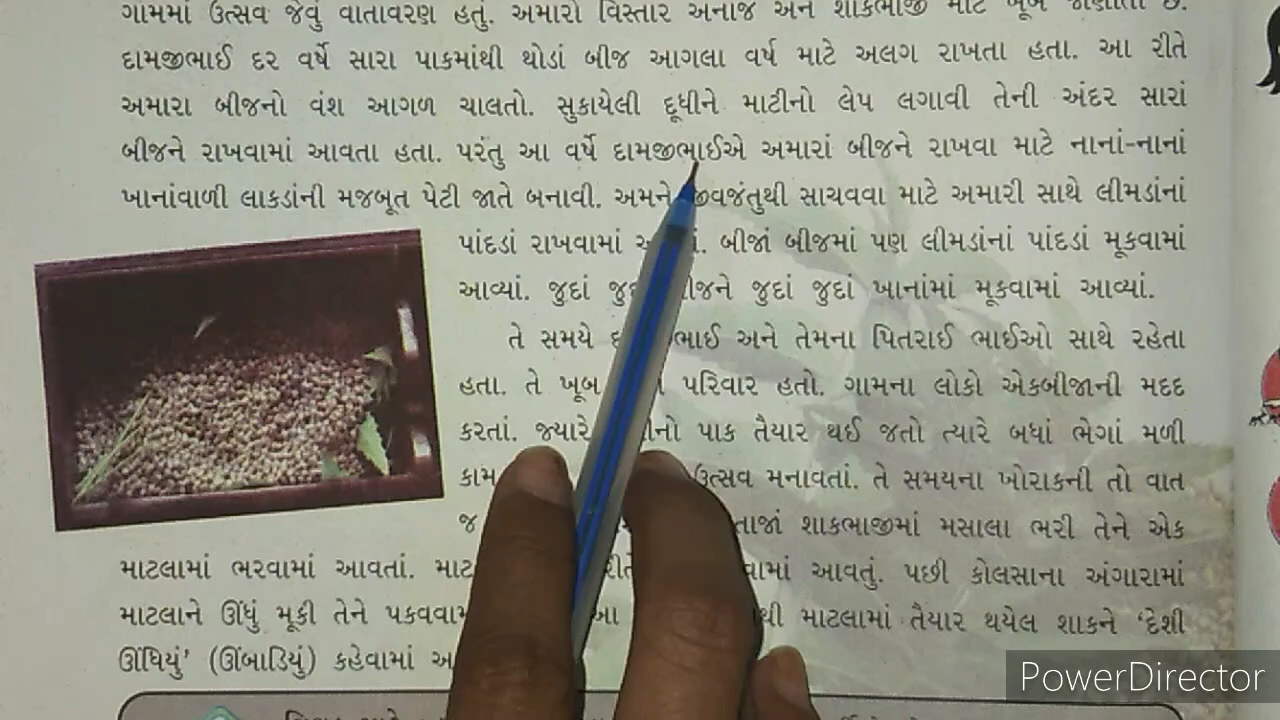 ગામમાં ઉત્સવ જેવું વાતાવરણ હતું. અમારો વિસ્તાર અનાજ અને શાકભાજી માટે ખૂબ જાણીતો છે.
દામજીભાઈ દર વર્ષે સારા પાકમાંથી થોડાં બીજ આગલા વર્ષ માટે અલગ રાખતા હતા. આ રીતે
અમારા બીજનો વંશ આગળ ચાલતો. સુકાયેલી દૂધીને માટીનો લેપ લગાવી તેની અંદર સારાં
બીજને રાખવામાં આવતા હતા. પરંતુ આ વર્ષે દામજીભાઈએ અમારાં બીજને રાખવા માટે નાનાં-નાનાં
ખાનાંવાળી લાકડાંની મજબૂત પેટી જાતે બનાવી. અમને જીવજંતુથી સાચવવા માટે અમારી સાથે લીમડાંનાં
પાંદડાં રાખવામાં બીજાં બીજમાં પણ લીમડાંનાં પાંદડાં મૂકવામાં
આવ્યાં. જુદાં બીજને જુદાં જુદાં ખાનાંમાં મૂકવામાં આવ્યાં.
તે સમયે અને તેમના પિતરાઈ ભાઈઓ સાથે રહેતા
હતા. તે ખૂબ પરિવાર હતો. ગામના લોકો એકબીજાની મદદ
કરતાં. જ્યારે પાક તૈયાર થઈ જતો ત્યારે બધાં ભેગાં મળી
કામ ઉત્સવ મનાવતાં. તે સમયના ખોરાકની તો વાત
જ તાજાં શાકભાજીમાં મસાલા ભરી તેને એક
માટલામાં ભરવામાં આવતાં. આવતું. પછી કોલસાના અંગારામાં
માટલાને ઊંધું મૂકી તેને આ માટલામાં તૈયાર થયેલ શાકને ‘દેશી
ઊંધિયું’ (ઊંબાડિયું) કહેવામાં
PowerDirector